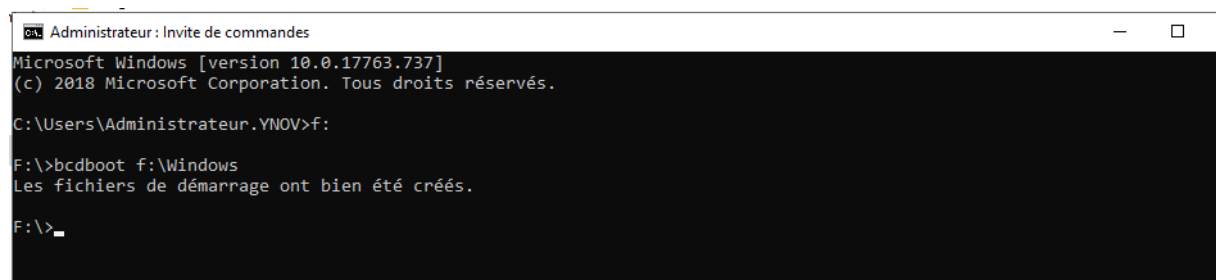 Administrateur : Invite de commandes
Microsoft Windows [version 10.0.17763.737]
(c) 2018 Microsoft Corporation. Tous droits réservés.
C:\Users\Administrateur.YNOV>f:
F:\>bcdboot f:\Windows
Les fichiers de démarrage ont bien été créés.
F:\>